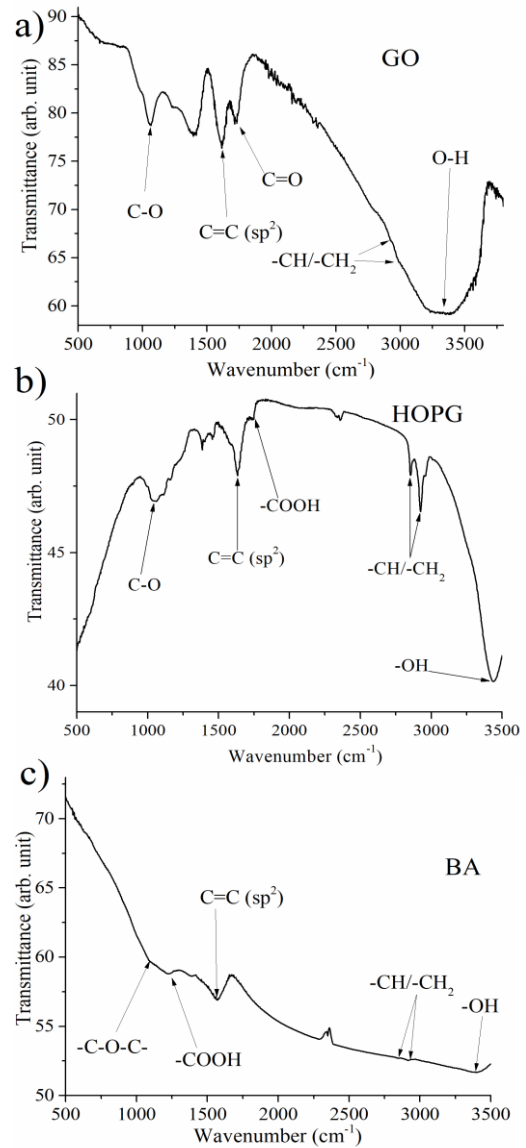 a)
GO
Transmittance (arb. unit)
90
85
80
75
70
65
60
C-O
C=C (sp²)
C=O
-CH/-CH₂
O-H
500 1000 1500 2000 2500 3000 3500
Wavenumber (cm⁻¹)
b)
HOPG
Transmittance (arb. unit)
50
45
40
C-O
C=C (sp²)
-COOH
-CH/-CH₂
-OH
500 1000 1500 2000 2500 3000 3500
Wavenumber (cm⁻¹)
c)
BA
Transmittance (arb. unit)
70
65
60
55
50
C=C (sp²)
-C-O-C-
-COOH
-CH/-CH₂
-OH
500 1000 1500 2000 2500 3000 3500
Wavenumber (cm⁻¹)